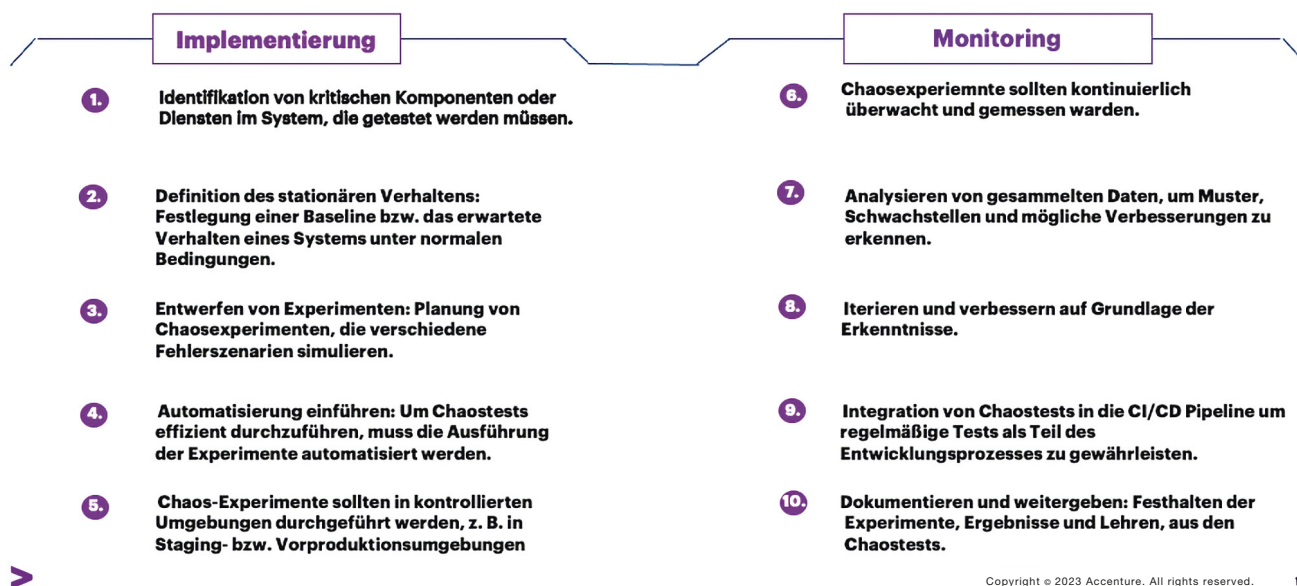 Implementierung
1.
Identifikation von kritischen Komponenten oder
Diensten im System, die getestet werden müssen.
2.
Definition des stationären Verhaltens:
Festlegung einer Baseline bzw. das erwartete
Verhalten eines Systems unter normalen
Bedingungen.
3.
Entwerfen von Experimenten: Planung von
Chaosexperimenten, die verschiedene
Fehlerszenarien simulieren.
4.
Automatisierung einführen: Um Chaostests
effizient durchzuführen, muss die Ausführung
der Experimente automatisiert werden.
5.
Chaos-Experimente sollten in kontrollierten
Umgebungen durchgeführt werden, z. B. in
Staging- bzw. Vorproduktionsumgebungen
Monitoring
6.
Chaosexperiemnte sollten kontinuierlich
überwacht und gemessen warden.
7.
Analysieren von gesammelten Daten, um Muster,
Schwachstellen und mögliche Verbesserungen zu
erkennen.
8.
Iterieren und verbessern auf Grundlage der
Erkenntnisse.
9.
Integration von Chaostests in die CI/CD Pipeline um
regelmäßige Tests als Teil des
Entwicklungsprozesses zu gewährleisten.
10.
Dokumentieren und weitergeben: Festhalten der
Experimente, Ergebnisse und Lehren, aus den
Chaostests.
>
Copyright © 2023 Accenture. All rights reserved.